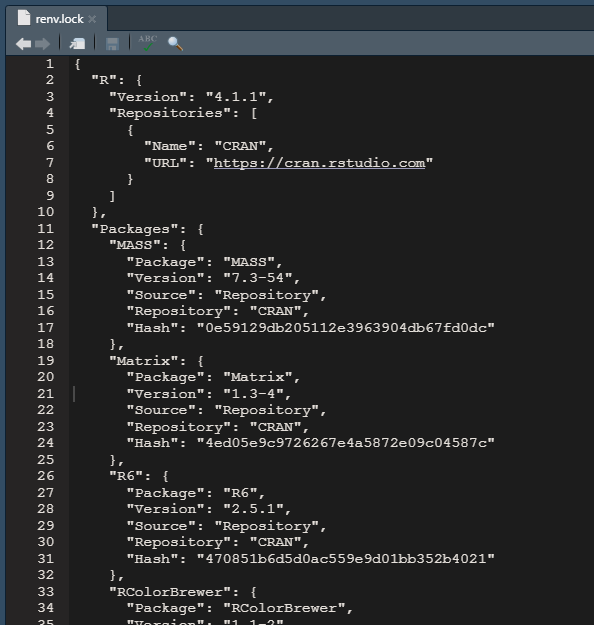 renv.lock
ABC
1 {
2 "R": {
3 "Version": "4.1.1",
4 "Repositories": [
5 {
6 "Name": "CRAN",
7 "URL": "https://cran.rstudio.com"
8 }
9 ]
10 },
11 "Packages": {
12 "MASS": {
13 "Package": "MASS",
14 "Version": "7.3-54",
15 "Source": "Repository",
16 "Repository": "CRAN",
17 "Hash": "0e59129db205112e3963904db67fd0dc"
18 },
19 "Matrix": {
20 "Package": "Matrix",
21 "Version": "1.3-4",
22 "Source": "Repository",
23 "Repository": "CRAN",
24 "Hash": "4ed05e9c9726267e4a5872e09c04587c"
25 },
26 "R6": {
27 "Package": "R6",
28 "Version": "2.5.1",
29 "Source": "Repository",
30 "Repository": "CRAN",
31 "Hash": "470851b6d5d0ac559e9d01bb352b4021"
32 },
33 "RColorBrewer": {
34 "Package": "RColorBrewer",
35 "Version": "1.1-2"